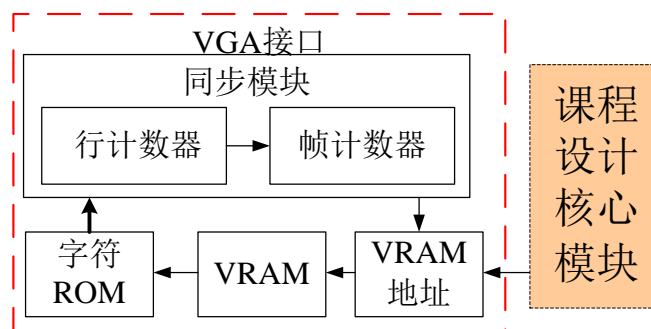 VGA接口
同步模块
行计数器
帧计数器
字符
ROM
VRAM
VRAM
地址
课程
设计
核心
模块